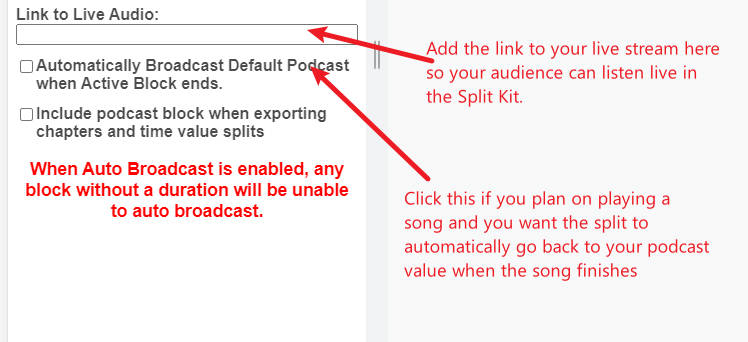 Link to Live Audio:
Automatically Broadcast Default Podcast
when Active Block ends.
Include podcast block when exporting
chapters and time value splits
When Auto Broadcast is enabled, any
block without a duration will be unable
to auto broadcast.
Add the link to your live stream here
so your audience can listen live in
the Split Kit.
Click this if you plan on playing a
song and you want the split to
automatically go back to your podcast
value when the song finishes